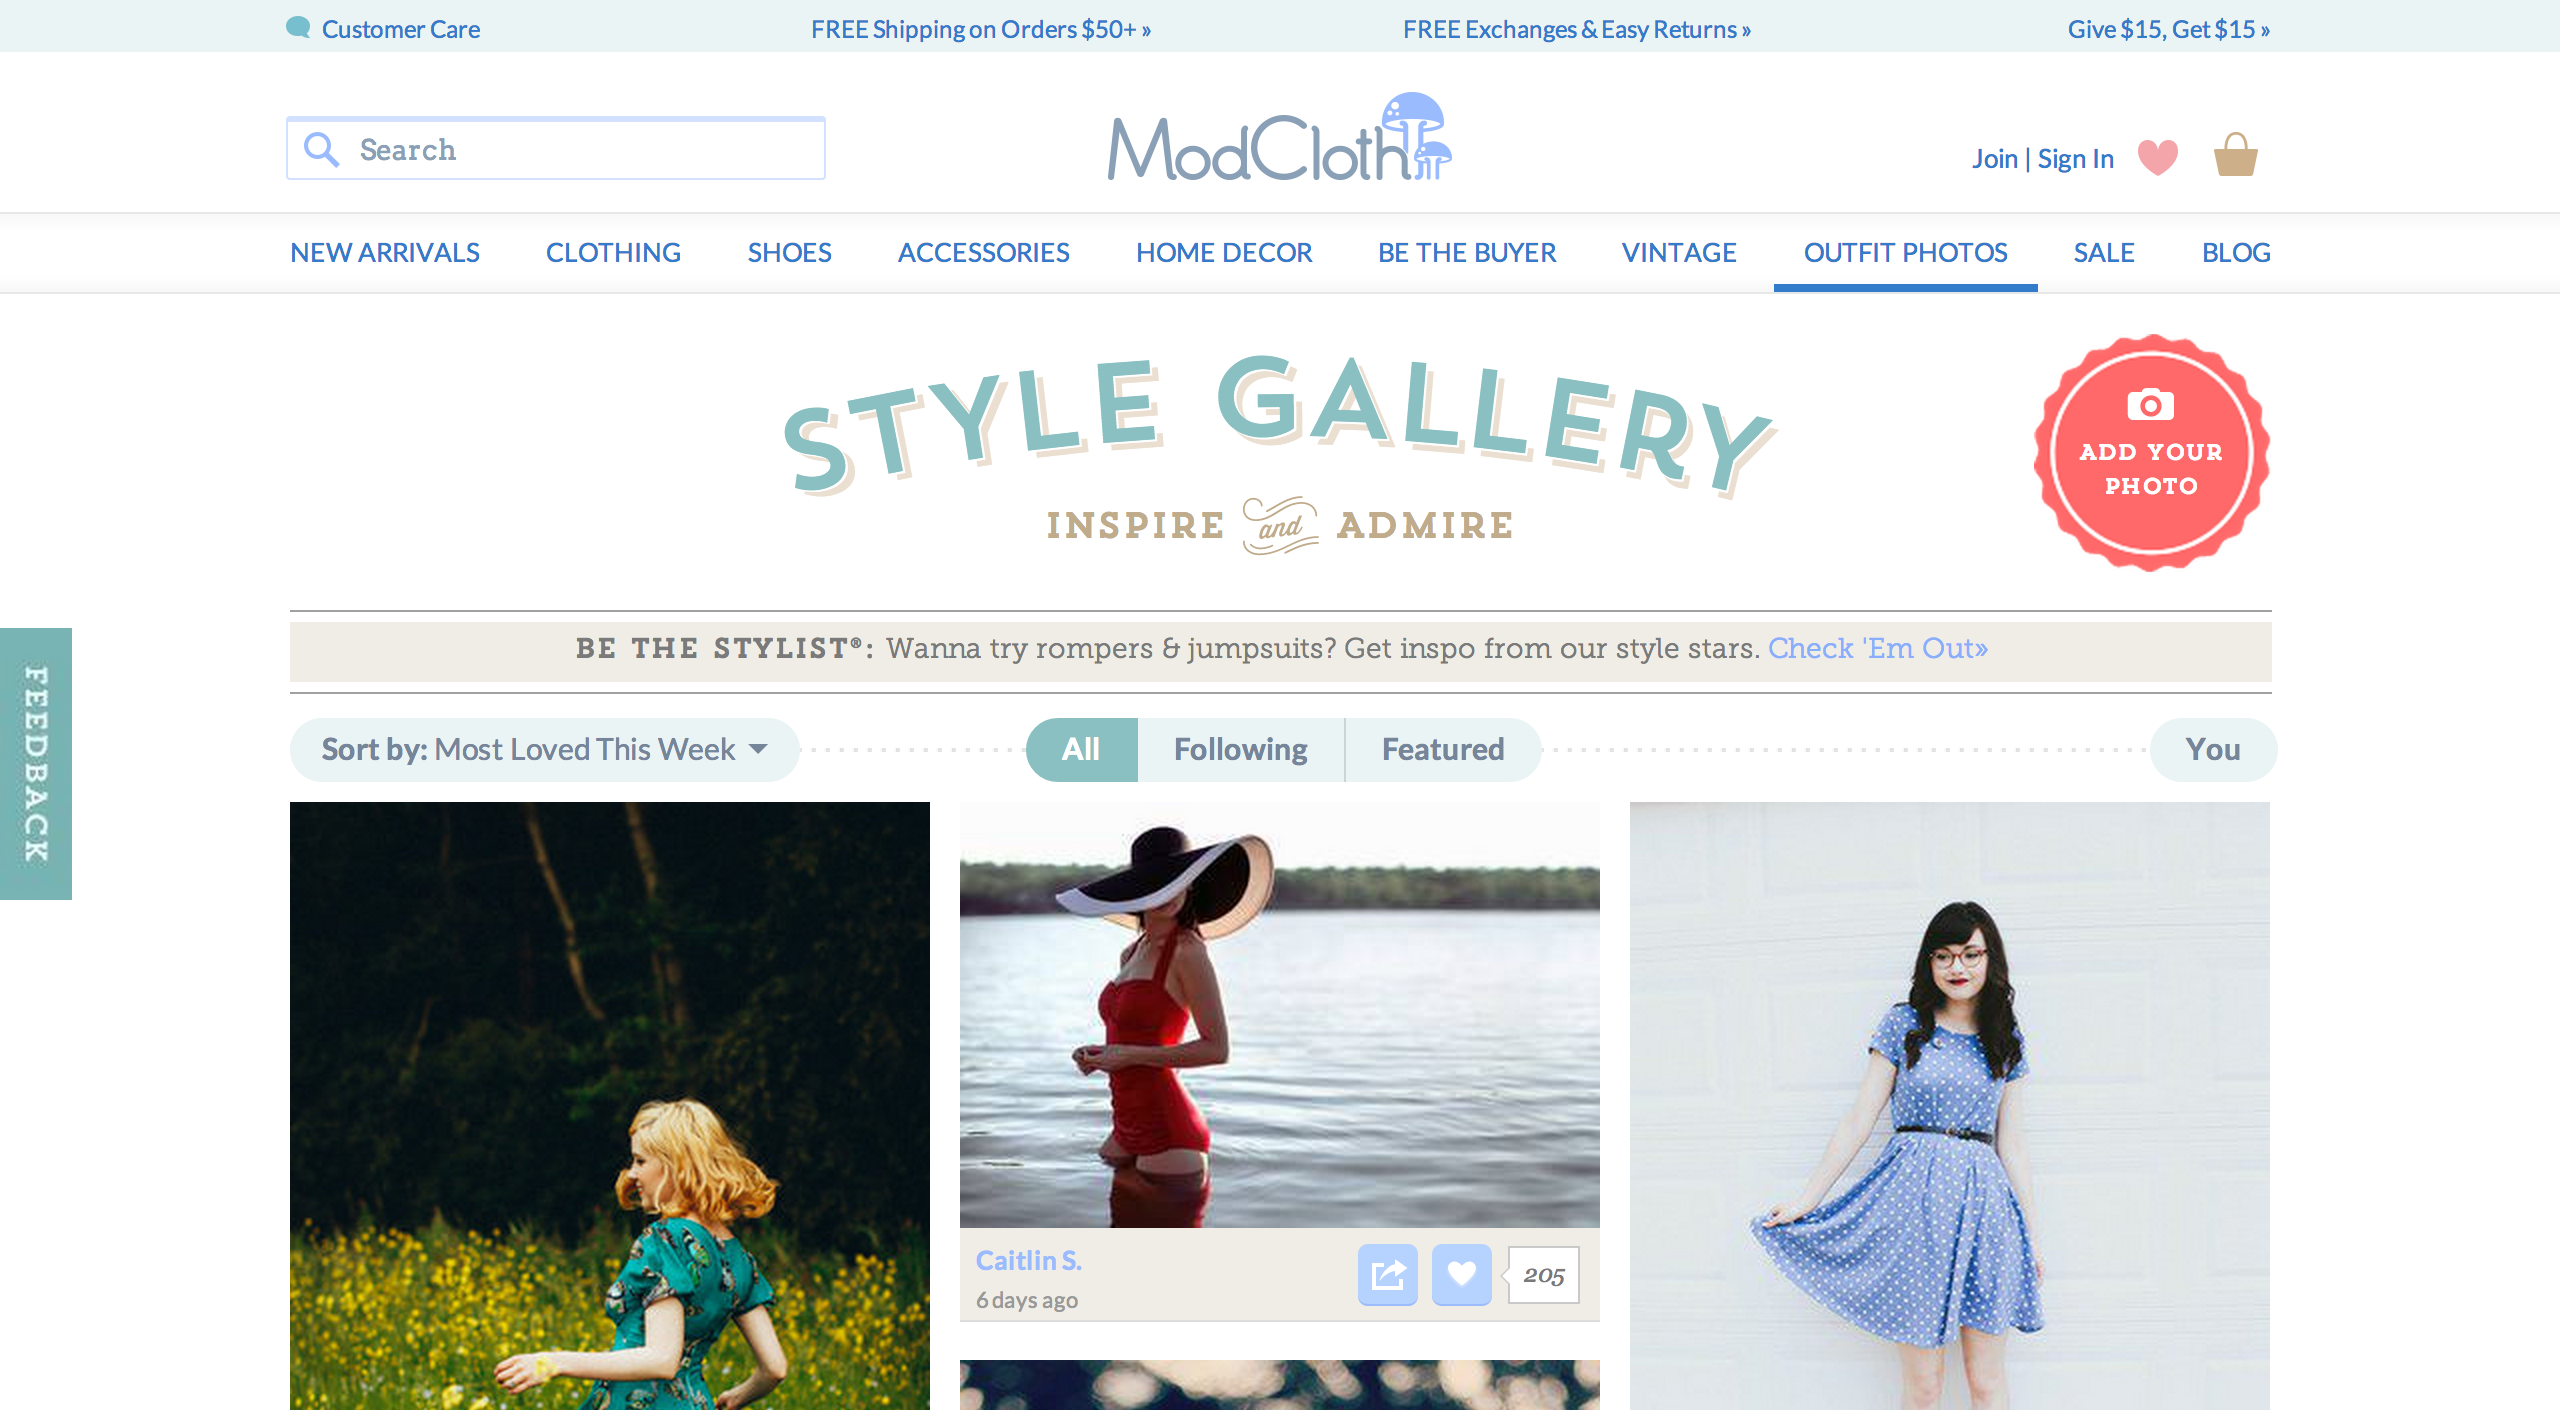 Customer Care
FREE Shipping on Orders $50+ »
FREE Exchanges & Easy Returns »
Give $15, Get $15 »
Search
ModCloth
Join | Sign In
NEW ARRIVALS
CLOTHING
SHOES
ACCESSORIES
HOME DECOR
BE THE BUYER
VINTAGE
OUTFIT PHOTOS
SALE
BLOG
STYLE GALLERY
INSPIRE and ADMIRE
ADD YOUR
PHOTO
BE THE STYLIST®: Wanna try rompers & jumpsuits? Get inspo from our style stars. Check 'Em Out»
FEEDBACK
Sort by: Most Loved This Week
All
Following
Featured
You
Caitlin S.
6 days ago
205